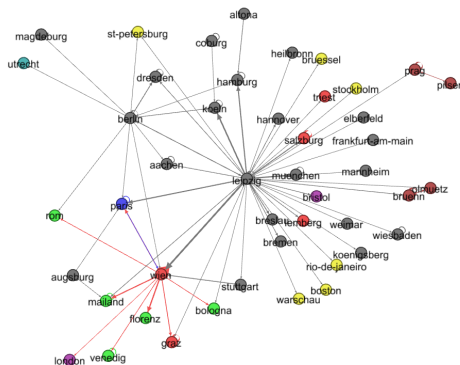 altona
magdeburg
st-petersburg
coburg
heilbronn
bruessel
utrecht
dresden
hamburg
prag
pilsen
stockholm
triest
berlin
koeln
hannover
elberfeld
salzburg
frankfurt-am-main
aachen
leipzig
muenchen
mannheim
olmuetz
bristol
bruenn
rom
paris
breslau
lemberg
weimar
bremen
wiesbaden
koenigsberg
augsburg
wien
rio-de-janeiro
stuttgart
mailand
boston
warschau
florenz
bologna
graz
london
venedig